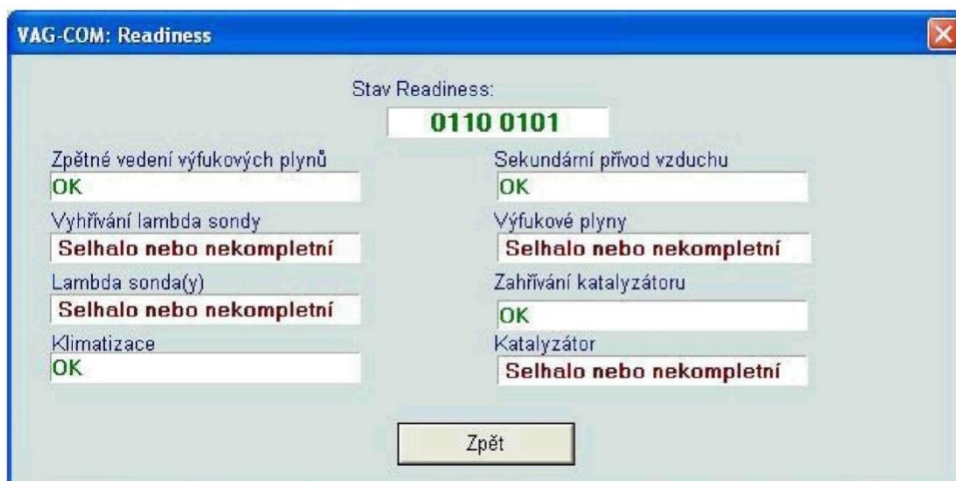 VAG-COM: Readiness
Stav Readiness:
0110 0101
Zpětné vedení výfukových plynů
OK
Vyhřívání lambda sondy
Selhalo nebo nekompletní
Lambda sonda(y)
Selhalo nebo nekompletní
Klimatizace
OK
Sekundární přívod vzduchu
OK
Výfukové plyny
Selhalo nebo nekompletní
Zahřívání katalyzátoru
OK
Katalyzátor
Selhalo nebo nekompletní
Zpět